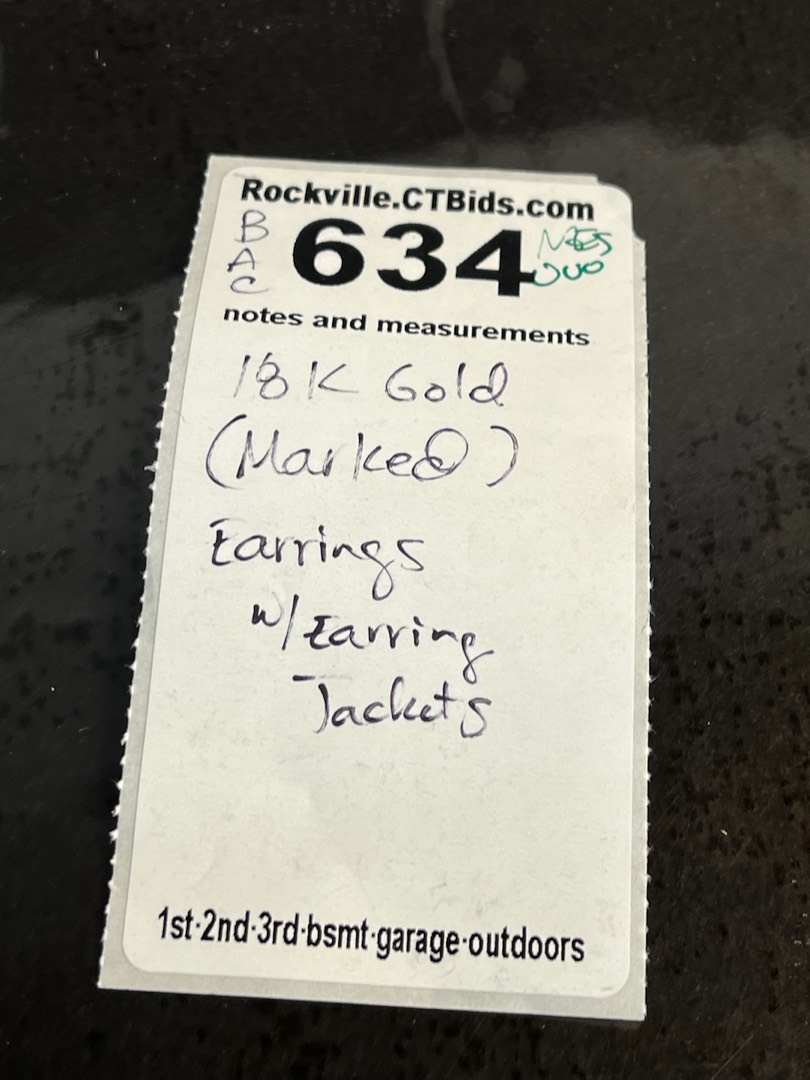 Rockville.CTBids.com
BAC
634
notes and measurements
18K Gold
(Marked)
Earrings
w/Earring
Jackets
1st·2nd·3rd·bsmt·garage·outdoors